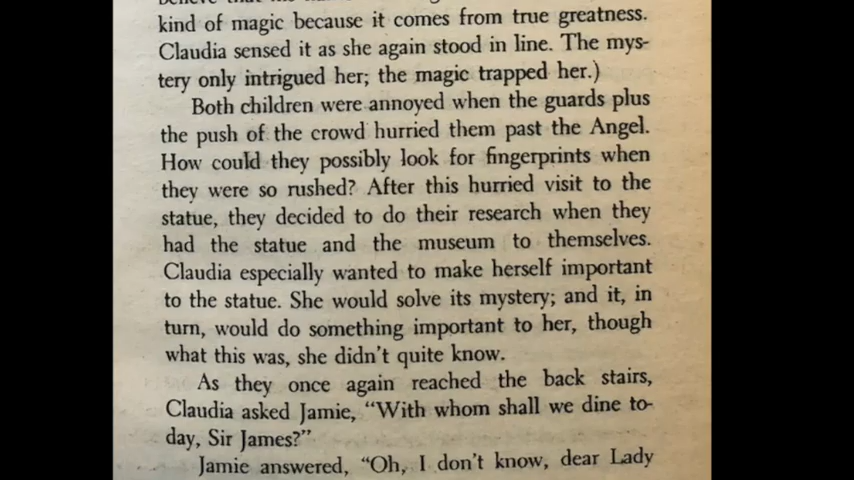 kind of magic because it comes from true greatness.
Claudia sensed it as she again stood in line. The mys-
tery only intrigued her; the magic trapped her.)
Both children were annoyed when the guards plus
the push of the crowd hurried them past the Angel.
How could they possibly look for fingerprints when
they were so rushed? After this hurried visit to the
statue, they decided to do their research when they
had the statue and the museum to themselves.
Claudia especially wanted to make herself important
to the statue. She would solve its mystery; and it, in
turn, would do something important to her, though
what this was, she didn't quite know.
As they once again reached the back stairs,
Claudia asked Jamie, "With whom shall we dine to-
day, Sir James?"
Jamie answered, "Oh, I don't know, dear Lady